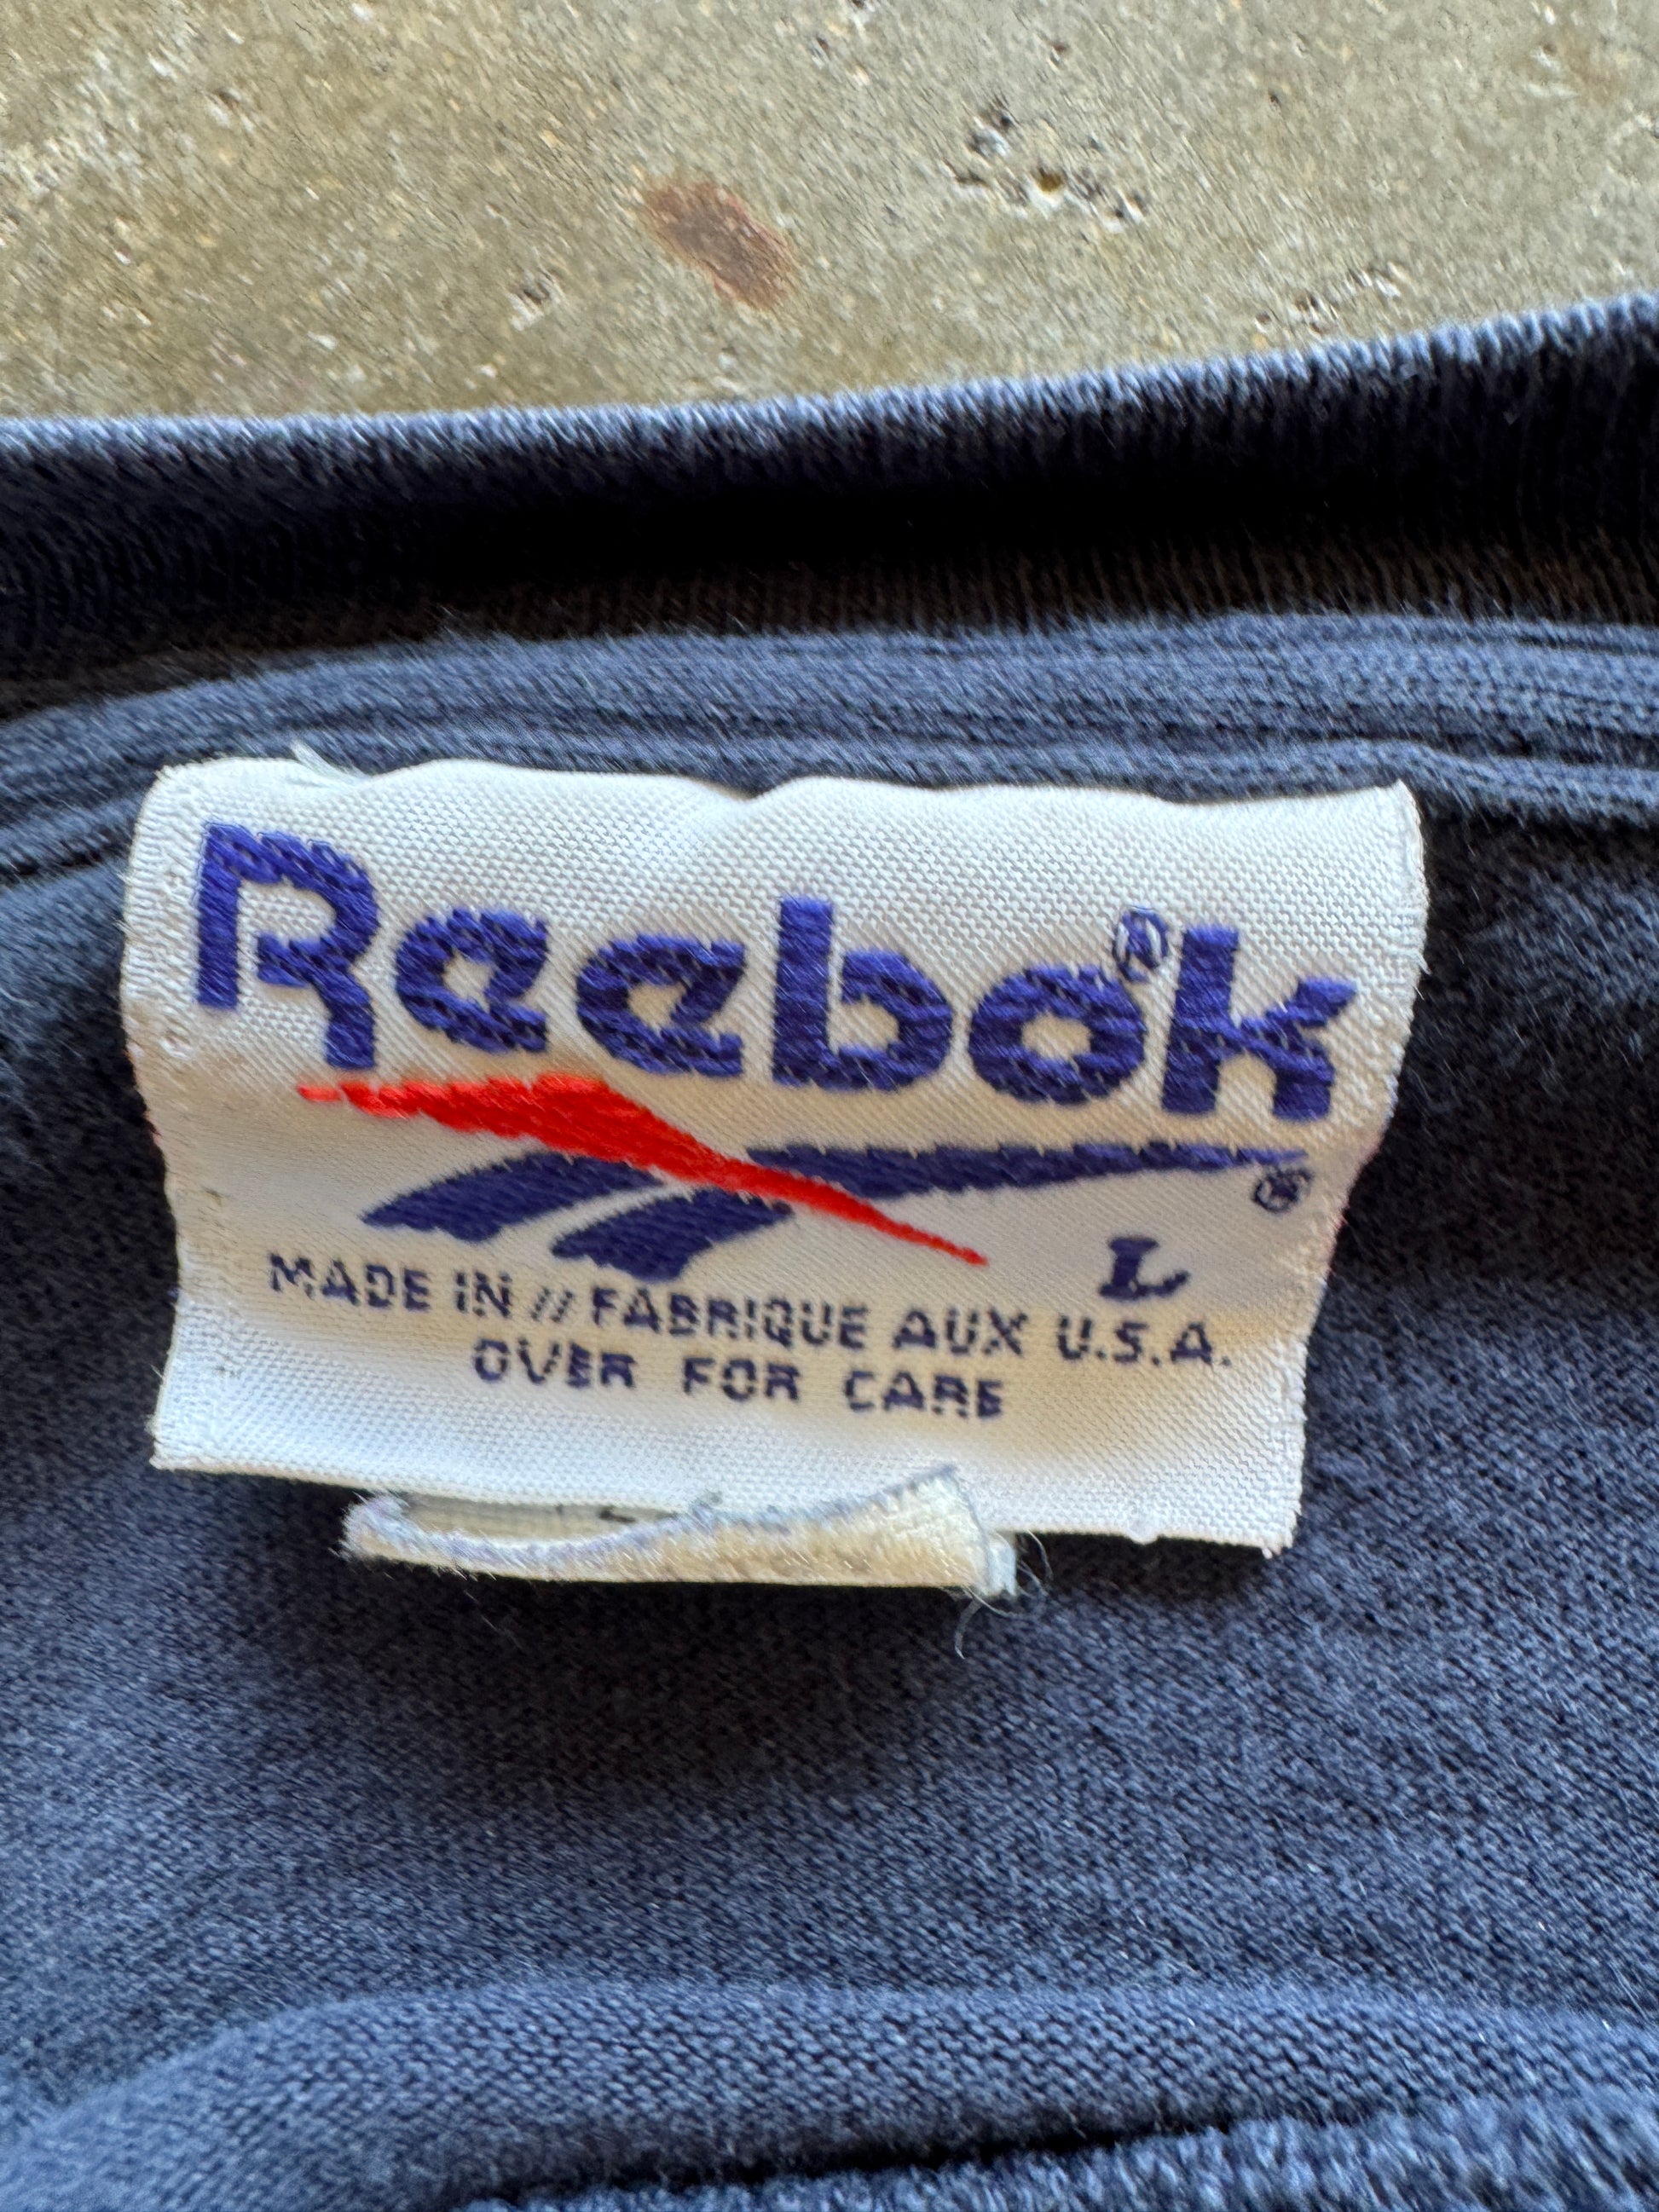 Reebok®
®
L
MADE IN // FABRIQUE AUX U.S.A.
OVER FOR CARE